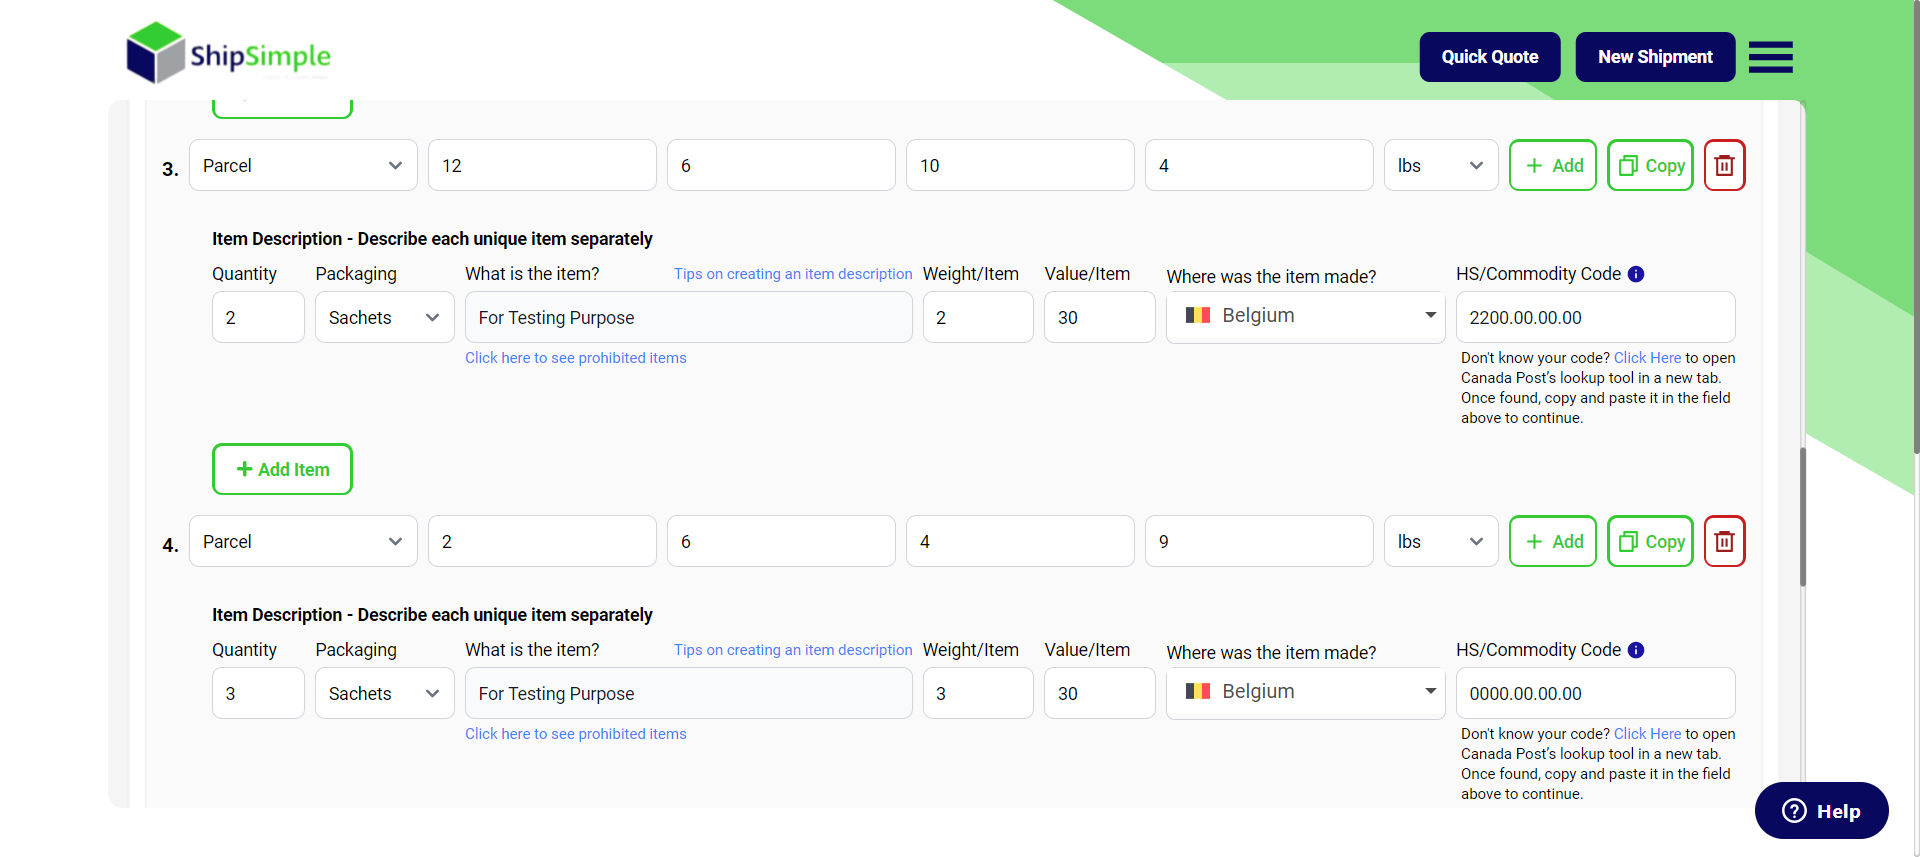 ShipSimple
Quick Quote
New Shipment
3. Parcel 12 6 10 4 lbs + Add Copy
Item Description - Describe each unique item separately
Quantity Packaging What is the item? Tips on creating an item description Weight/Item Value/Item Where was the item made? HS/Commodity Code
2 Sachets For Testing Purpose 2 30 Belgium 2200.00.00.00
Click here to see prohibited items
Don't know your code? Click Here to open
Canada Post’s lookup tool in a new tab.
Once found, copy and paste it in the field
above to continue.
+ Add Item
4. Parcel 2 6 4 9 lbs + Add Copy
Item Description - Describe each unique item separately
Quantity Packaging What is the item? Tips on creating an item description Weight/Item Value/Item Where was the item made? HS/Commodity Code
3 Sachets For Testing Purpose 3 30 Belgium 0000.00.00.00
Click here to see prohibited items
Don't know your code? Click Here to open
Canada Post’s lookup tool in a new tab.
Once found, copy and paste it in the field
above to continue.
Help